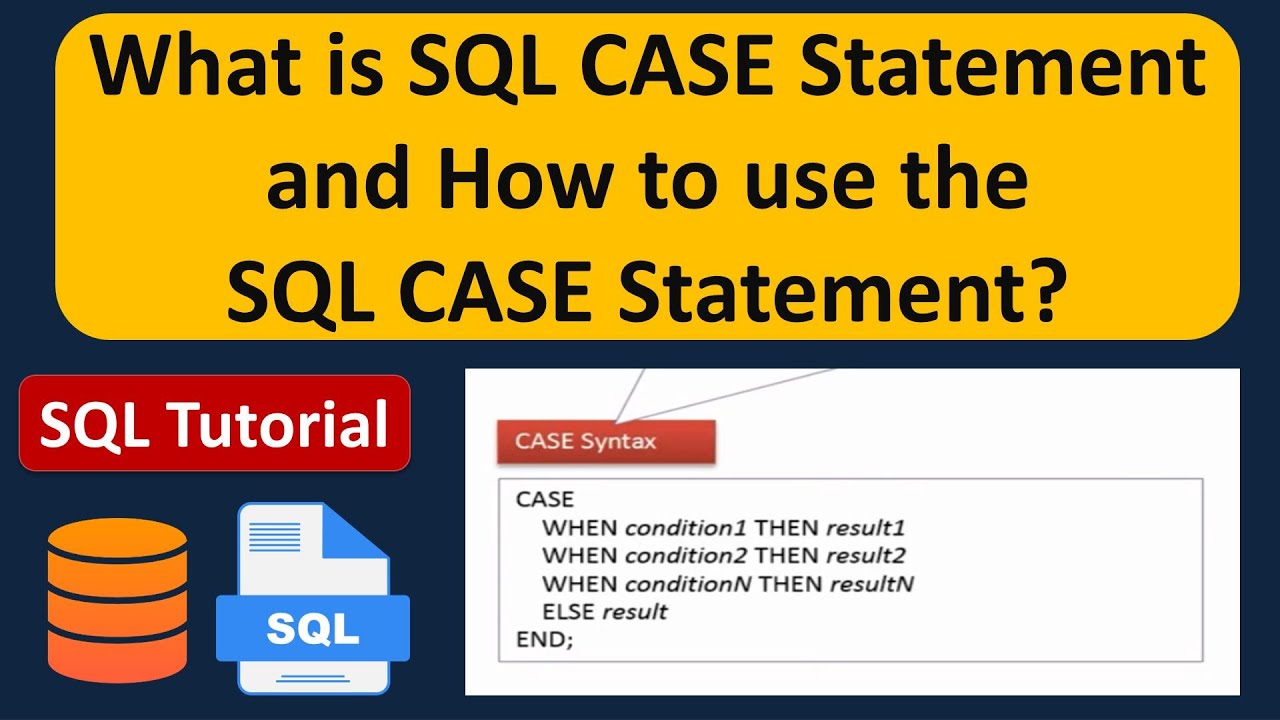 What is SQL CASE Statement
and How to use the
SQL CASE Statement?
SQL Tutorial
SQL
CASE Syntax
CASE
WHEN condition1 THEN result1
WHEN condition2 THEN result2
WHEN conditionN THEN resultN
ELSE result
END;